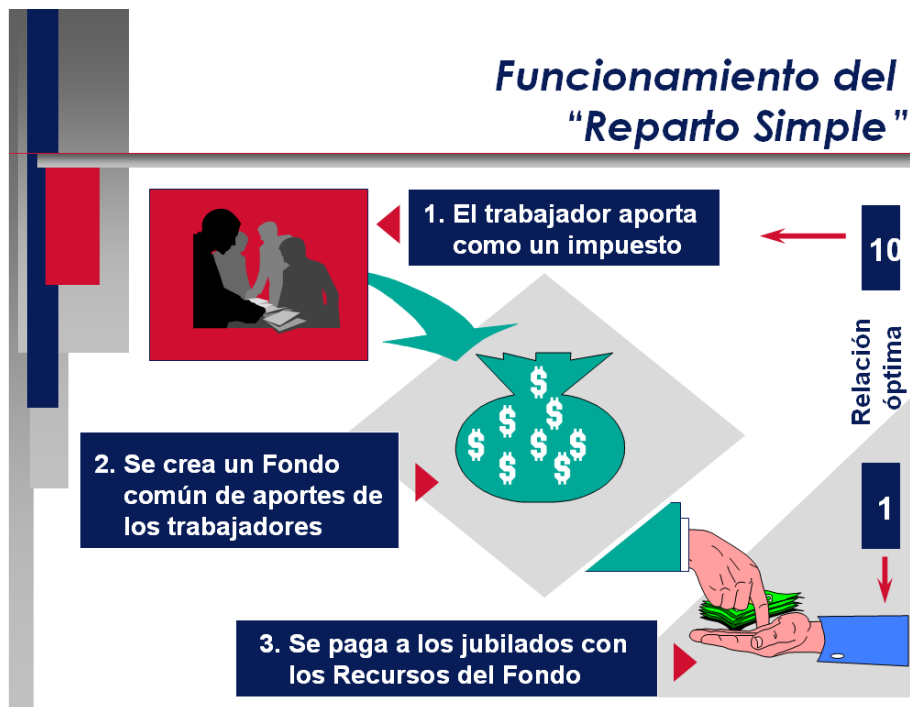 Funcionamiento del
“Reparto Simple”
1. El trabajador aporta
como un impuesto
10
Relación
óptima
$
$
$
$
$
$
$
$
2. Se crea un Fondo
común de aportes de
los trabajadores
1
3. Se paga a los jubilados con
los Recursos del Fondo